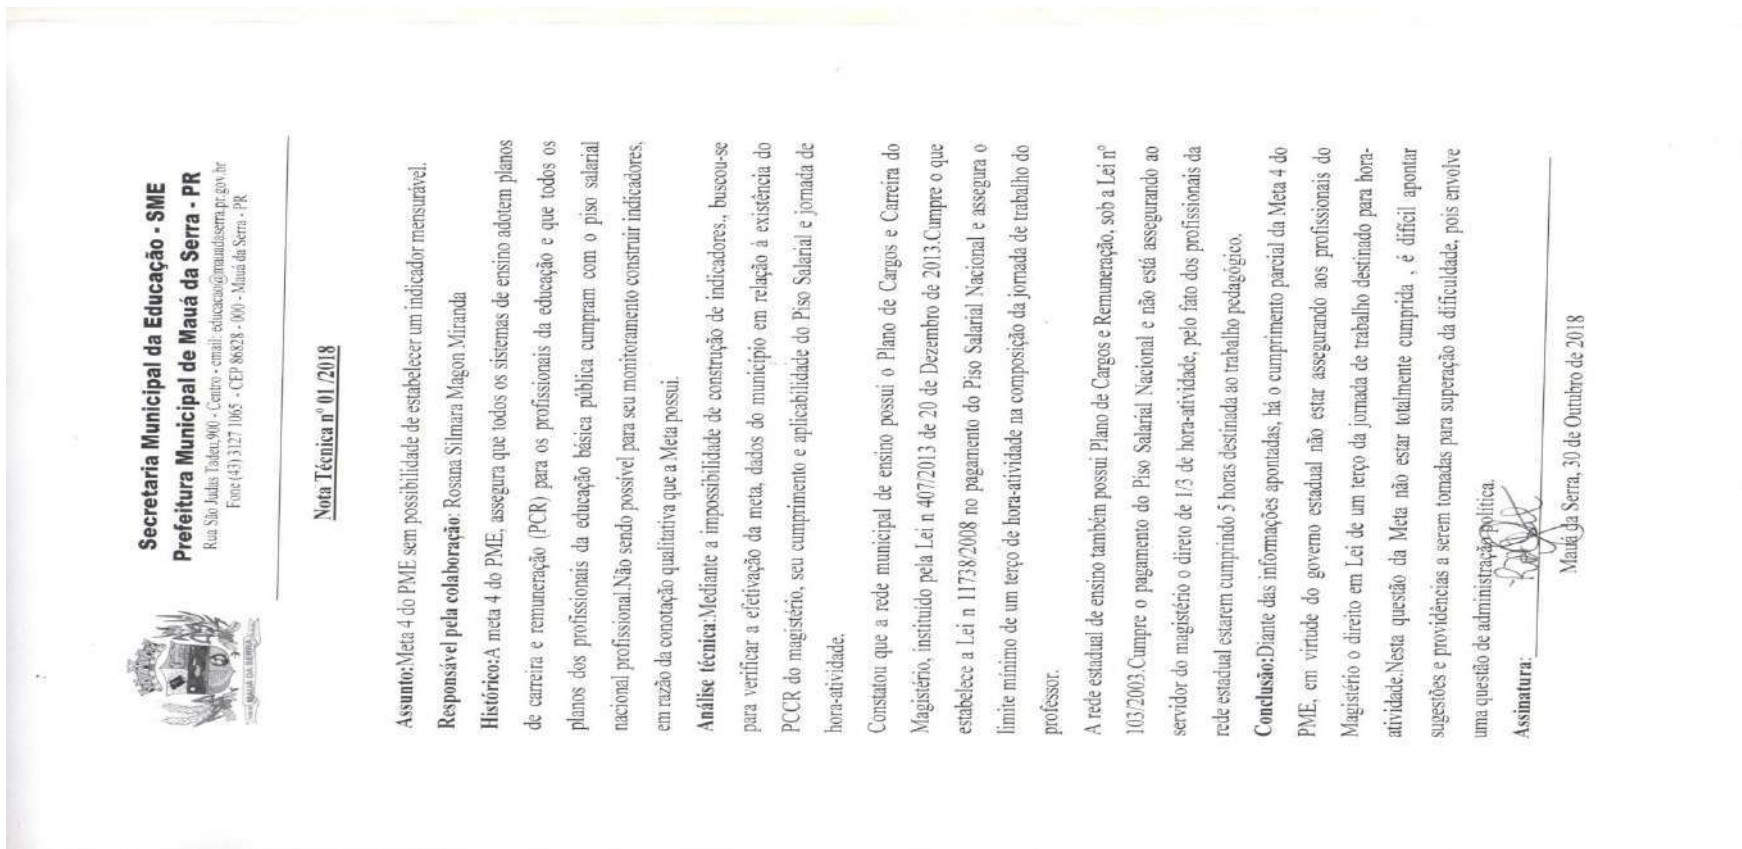 Secretaria Municipal da Educação - SME
Prefeitura Municipal de Mauá da Serra - PR
Rua São Judas Tadeu,900 - Centro - email: educacao@mauadaserra.pr.gov.br
Fone (43) 3127 1065 - CEP 86828 - 000 - Mauá da Serra - PR
MAUÁ DA SERRA
Nota Técnica nº 01 /2018
Assunto:Meta 4 do PME sem possibilidade de estabelecer um indicador mensurável.
Responsável pela colaboração: Rosana Silmara Magon Miranda
Histórico:A meta 4 do PME, assegura que todos os sistemas de ensino adotem planos
de carreira e remuneração (PCR) para os profissionais da educação e que todos os
planos dos profissionais da educação básica pública cumpram com o piso salarial
nacional profissional.Não sendo possível para seu monitoramento construir indicadores,
em razão da conotação qualitativa que a Meta possui.
Análise técnica:Mediante a impossibilidade de construção de indicadores., buscou-se
para verificar a efetivação da meta, dados do município em relação à existência do
PCCR do magistério, seu cumprimento e aplicabilidade do Piso Salarial e jornada de
hora-atividade.
Constatou que a rede municipal de ensino possui o Plano de Cargos e Carreira do
Magistério, instituído pela Lei n 407/2013 de 20 de Dezembro de 2013.Cumpre o que
estabelece a Lei n 11738/2008 no pagamento do Piso Salarial Nacional e assegura o
limite mínimo de um terço de hora-atividade na composição da jornada de trabalho do
professor.
A rede estadual de ensino também possui Plano de Cargos e Remuneração, sob a Lei nº
103/2003.Cumpre o pagamento do Piso Salarial Nacional e não está assegurando ao
servidor do magistério o direto de 1/3 de hora-atividade, pelo fato dos profissionais da
rede estadual estarem cumprindo 5 horas destinada ao trabalho pedagógico.
Conclusão:Diante das informações apontadas, há o cumprimento parcial da Meta 4 do
PME, em virtude do governo estadual não estar assegurando aos profissionais do
Magistério o direito em Lei de um terço da jornada de trabalho destinado para hora-
atividade.Nesta questão da Meta não estar totalmente cumprida , é difícil apontar
sugestões e providências a serem tomadas para superação da dificuldade, pois envolve
uma questão de administração política.
Assinatura:
Mauá da Serra, 30 de Outubro de 2018